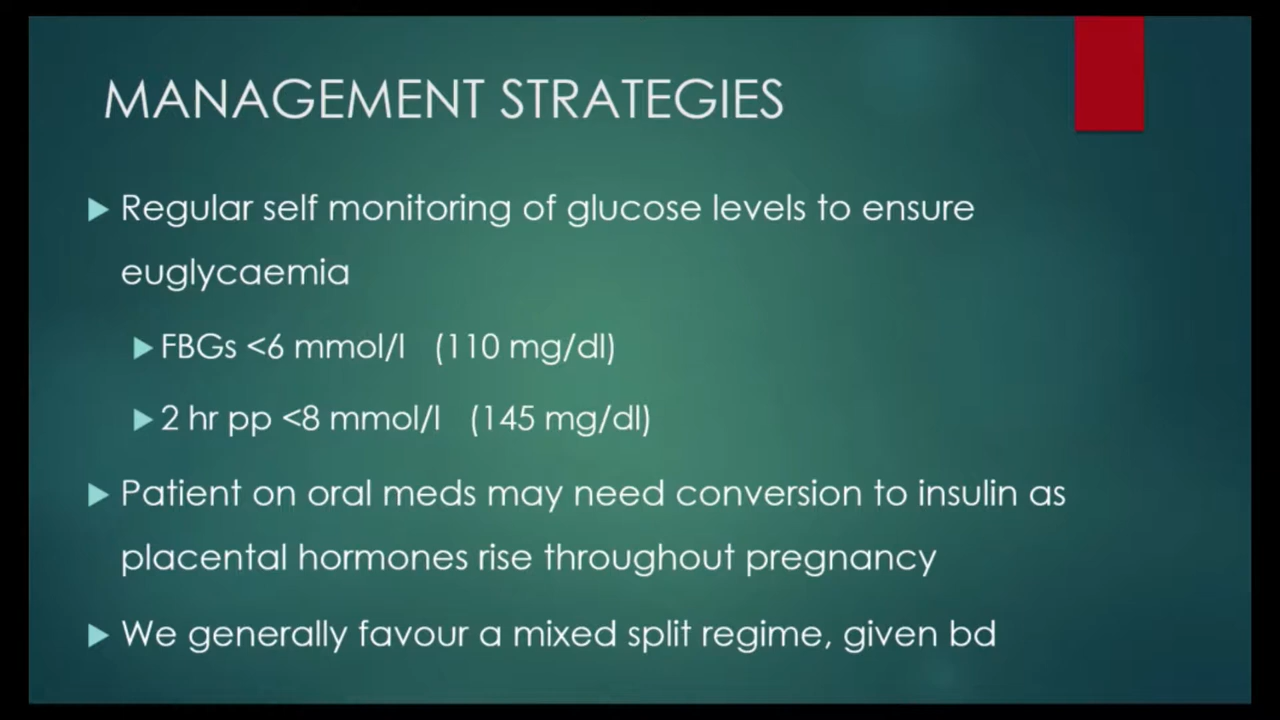 MANAGEMENT STRATEGIES
Regular self monitoring of glucose levels to ensure
euglycaemia
FBGs <6 mmol/l (110 mg/dl)
2 hr pp <8 mmol/l (145 mg/dl)
Patient on oral meds may need conversion to insulin as
placental hormones rise throughout pregnancy
We generally favour a mixed split regime, given bd